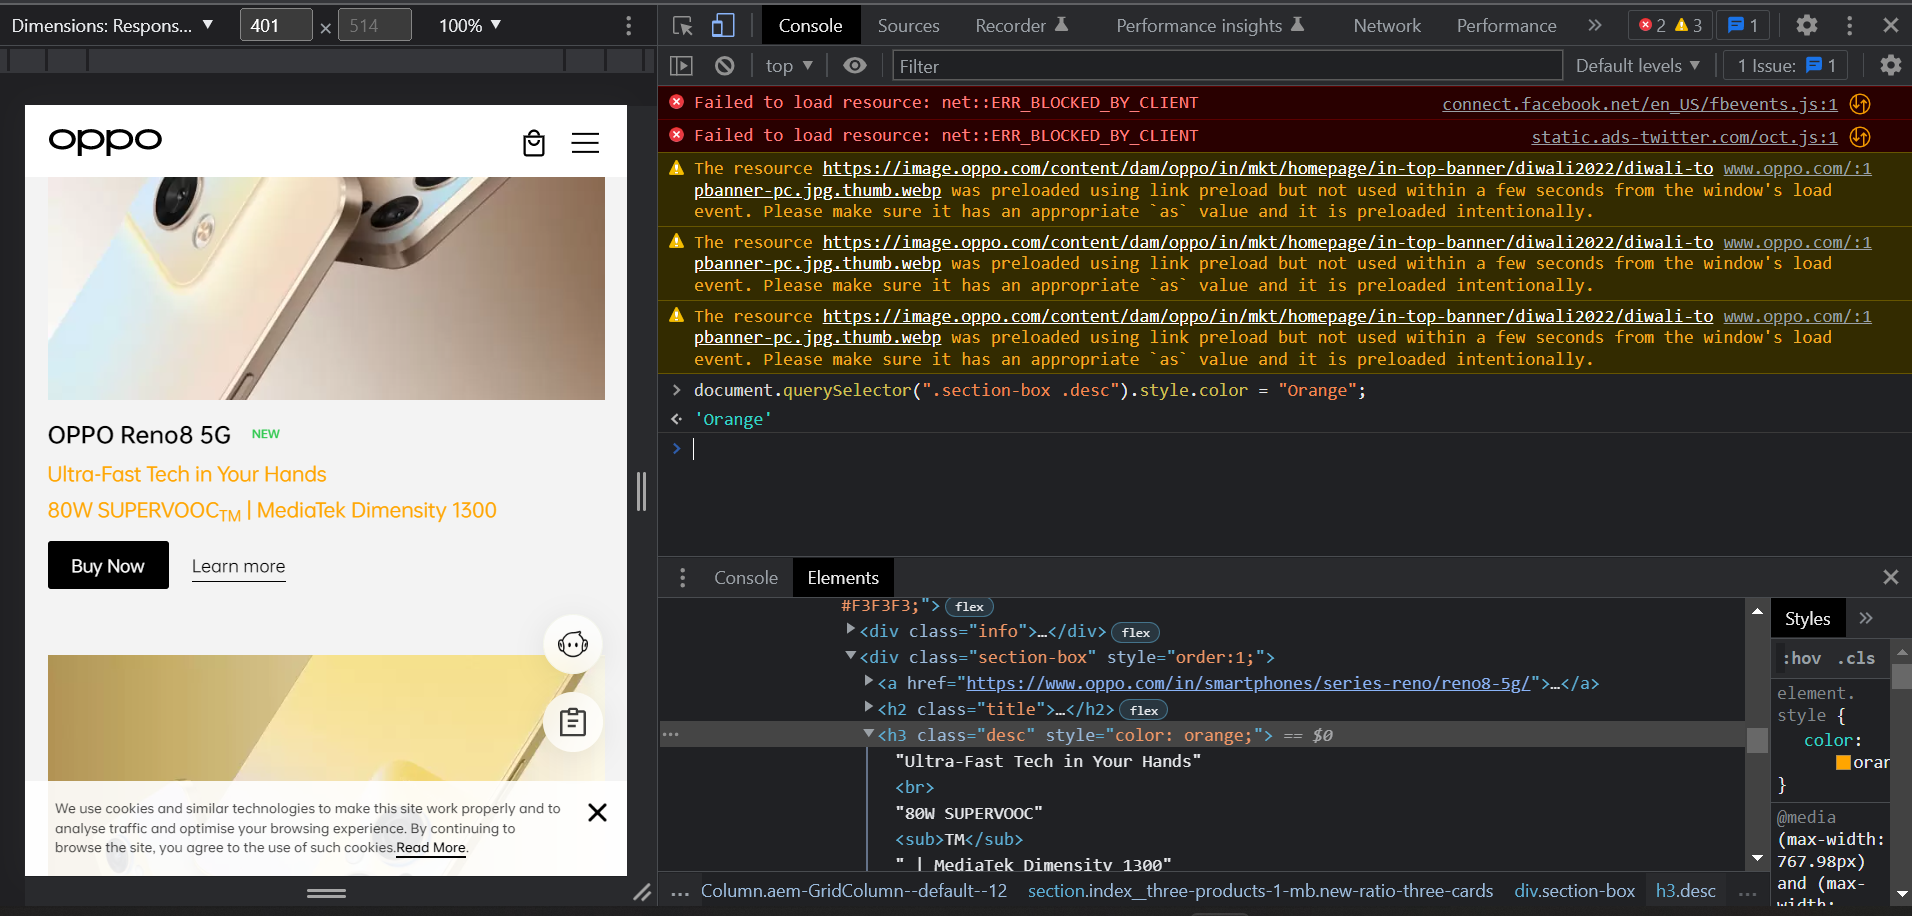 Dimensions: Respons... ▼ 401 × 514 100% ▼
Console Sources Recorder Performance insights Network Performance » 2 3 1
top ▼ Filter Default levels ▼ 1 Issue: 1
Failed to load resource: net::ERR_BLOCKED_BY_CLIENT connect.facebook.net/en_US/fbevents.js:1
Failed to load resource: net::ERR_BLOCKED_BY_CLIENT static.ads-twitter.com/oct.js:1
The resource https://image.oppo.com/content/dam/oppo/in/mkt/homepage/in-top-banner/diwali2022/diwali-to www.oppo.com/:1
pbanner-pc.jpg.thumb.webp was preloaded using link preload but not used within a few seconds from the window's load
event. Please make sure it has an appropriate `as` value and it is preloaded intentionally.
The resource https://image.oppo.com/content/dam/oppo/in/mkt/homepage/in-top-banner/diwali2022/diwali-to www.oppo.com/:1
pbanner-pc.jpg.thumb.webp was preloaded using link preload but not used within a few seconds from the window's load
event. Please make sure it has an appropriate `as` value and it is preloaded intentionally.
The resource https://image.oppo.com/content/dam/oppo/in/mkt/homepage/in-top-banner/diwali2022/diwali-to www.oppo.com/:1
pbanner-pc.jpg.thumb.webp was preloaded using link preload but not used within a few seconds from the window's load
event. Please make sure it has an appropriate `as` value and it is preloaded intentionally.
> document.querySelector(".section-box .desc").style.color = "Orange";
'Orange'
>
oppo
OPPO Reno8 5G NEW
Ultra-Fast Tech in Your Hands
80W SUPERVOOCTM | MediaTek Dimensity 1300
Buy Now Learn more
We use cookies and similar technologies to make this site work properly and to
analyse traffic and optimise your browsing experience. By continuing to
browse the site, you agree to the use of such cookies.Read More.
Console Elements
#F3F3F3;"> flex
<div class="info">…</div> flex
<div class="section-box" style="order:1;">
<a href="https://www.oppo.com/in/smartphones/series-reno/reno8-5g/">…</a>
<h2 class="title">…</h2> flex
... <h3 class="desc" style="color: orange;"> == $0
"Ultra-Fast Tech in Your Hands"
<br>
"80W SUPERVOOC"
<sub>TM</sub>
" | MediaTek Dimensity 1300"
... Column.aem-GridColumn--default--12 section.index__three-products-1-mb.new-ratio-three-cards div.section-box h3.desc ...
Styles »
:hov .cls
element.
style {
color:
oran
}
@media
(max-width:
767.98px)
and (max-
width: